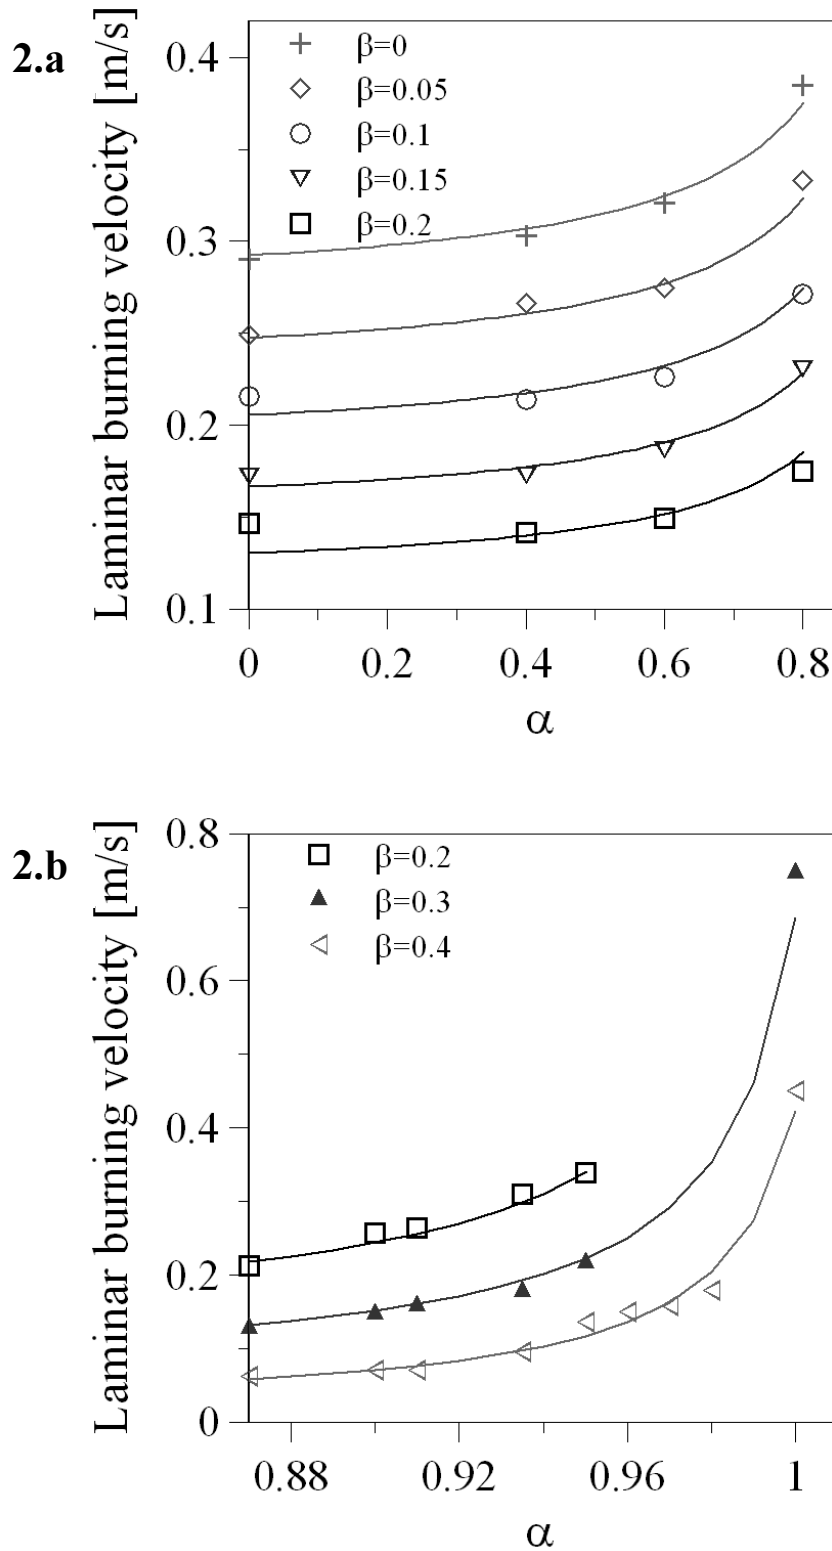 2.a
Laminar burning velocity [m/s]
0.4
0.3
0.2
0.1
β=0
β=0.05
β=0.1
β=0.15
β=0.2
0 0.2 0.4 0.6 0.8
α
2.b
Laminar burning velocity [m/s]
0.8
0.6
0.4
0.2
0
β=0.2
β=0.3
β=0.4
0.88 0.92 0.96 1
α